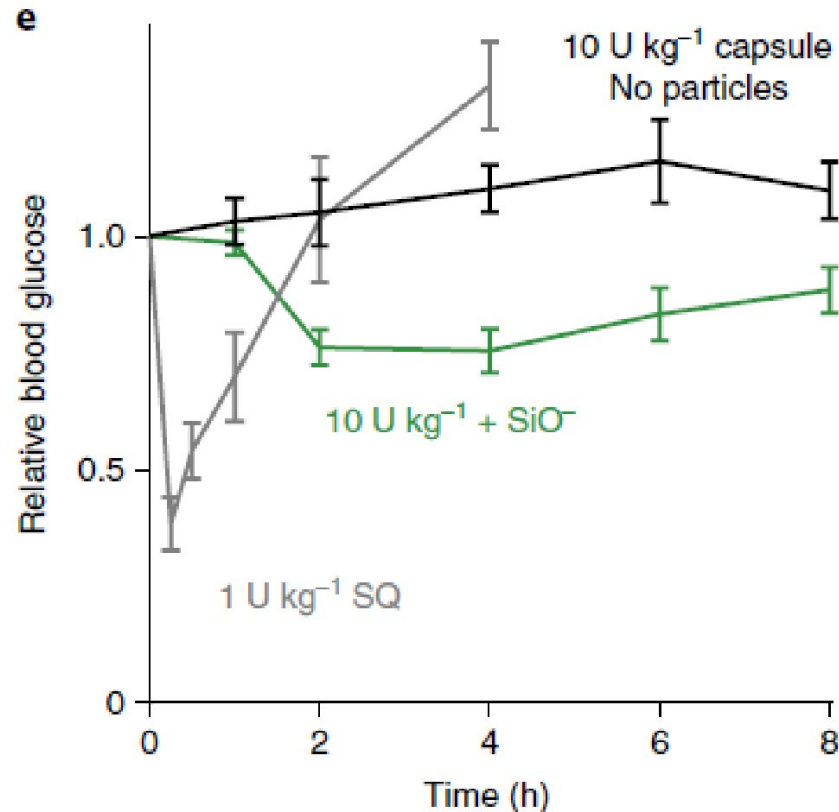 e
10 U kg⁻¹ capsule
No particles
1.0
Relative blood glucose
10 U kg⁻¹ + SiO⁻
0.5
1 U kg⁻¹ SQ
0
0 2 4 6 8
Time (h)